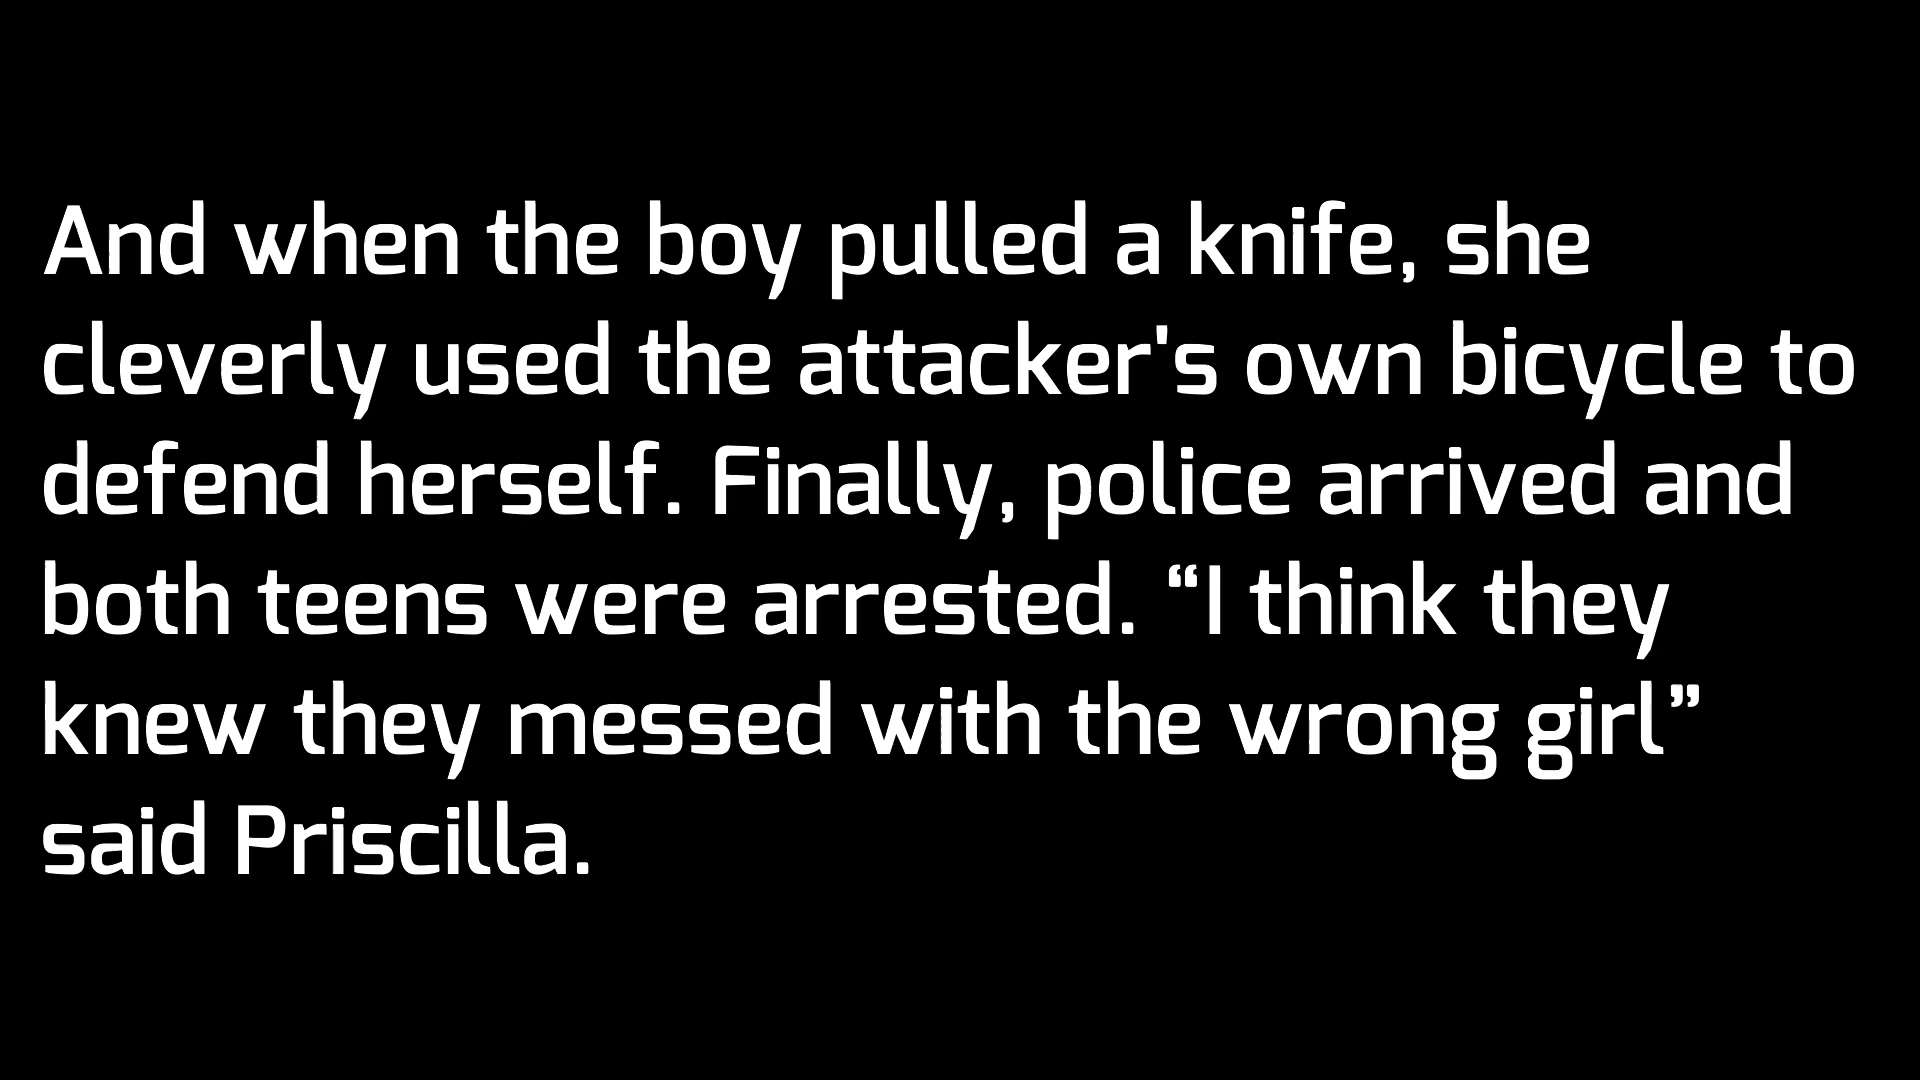 And when the boy pulled a knife, she
cleverly used the attacker's own bicycle to
defend herself. Finally, police arrived and
both teens were arrested. “I think they
knew they messed with the wrong girl”
said Priscilla.